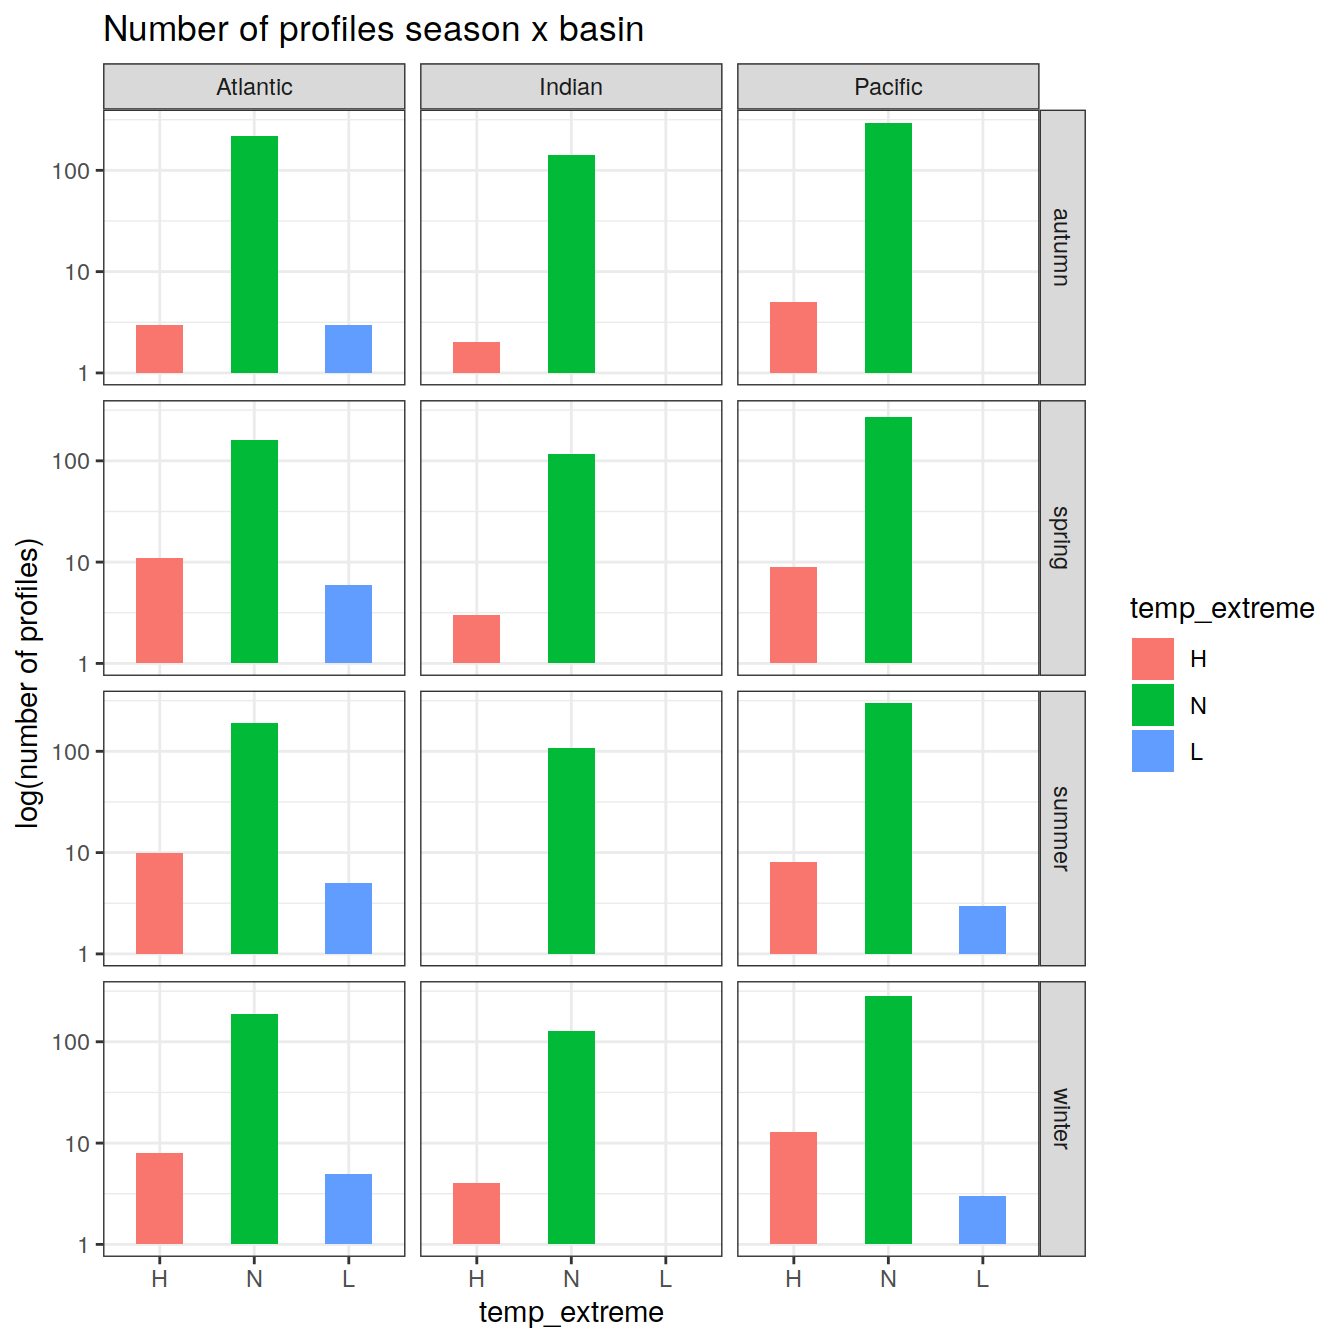 Number of profiles season x basin
Atlantic Indian Pacific
100
10
1
autumn
100
10
1
spring
100
10
1
summer
100
10
1
winter
H N L H N L H N L
temp_extreme
log(number of profiles)
temp_extreme
H
N
L